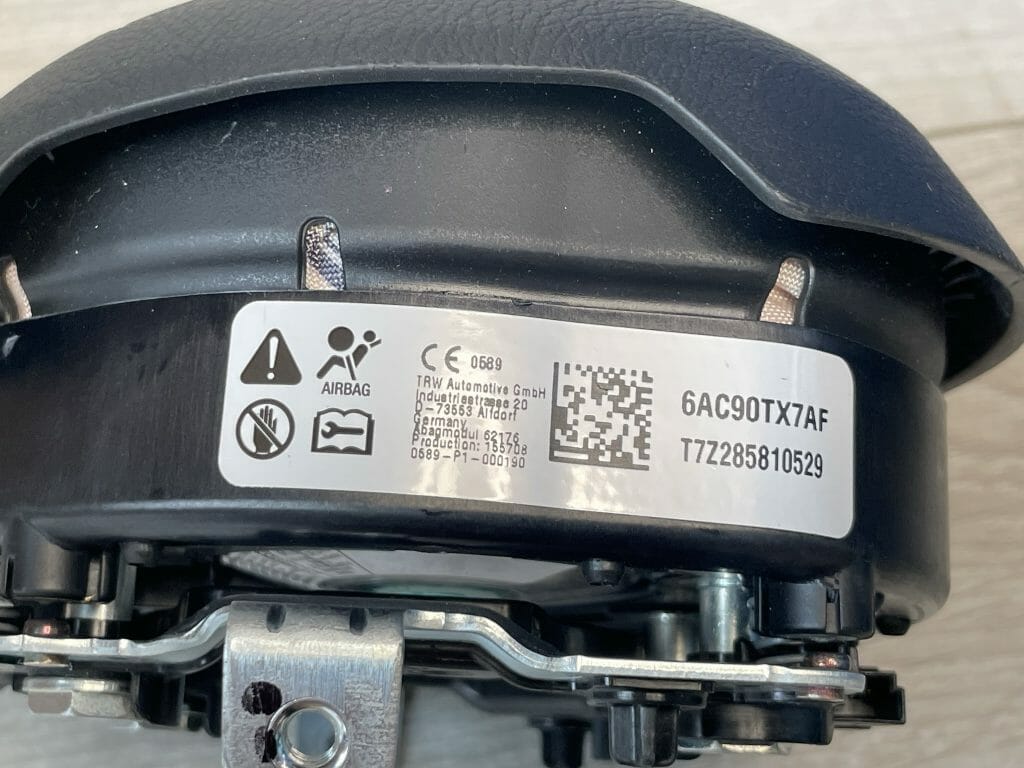 AIRBAG
CE 0589
TRW Automotive GmbH
Industriestrasse 20
D-73553 Alfdorf
Germany
Abagmodul 62176
Production: 155708
0589-P1-000190
6AC90TX7AF
T7Z285810529